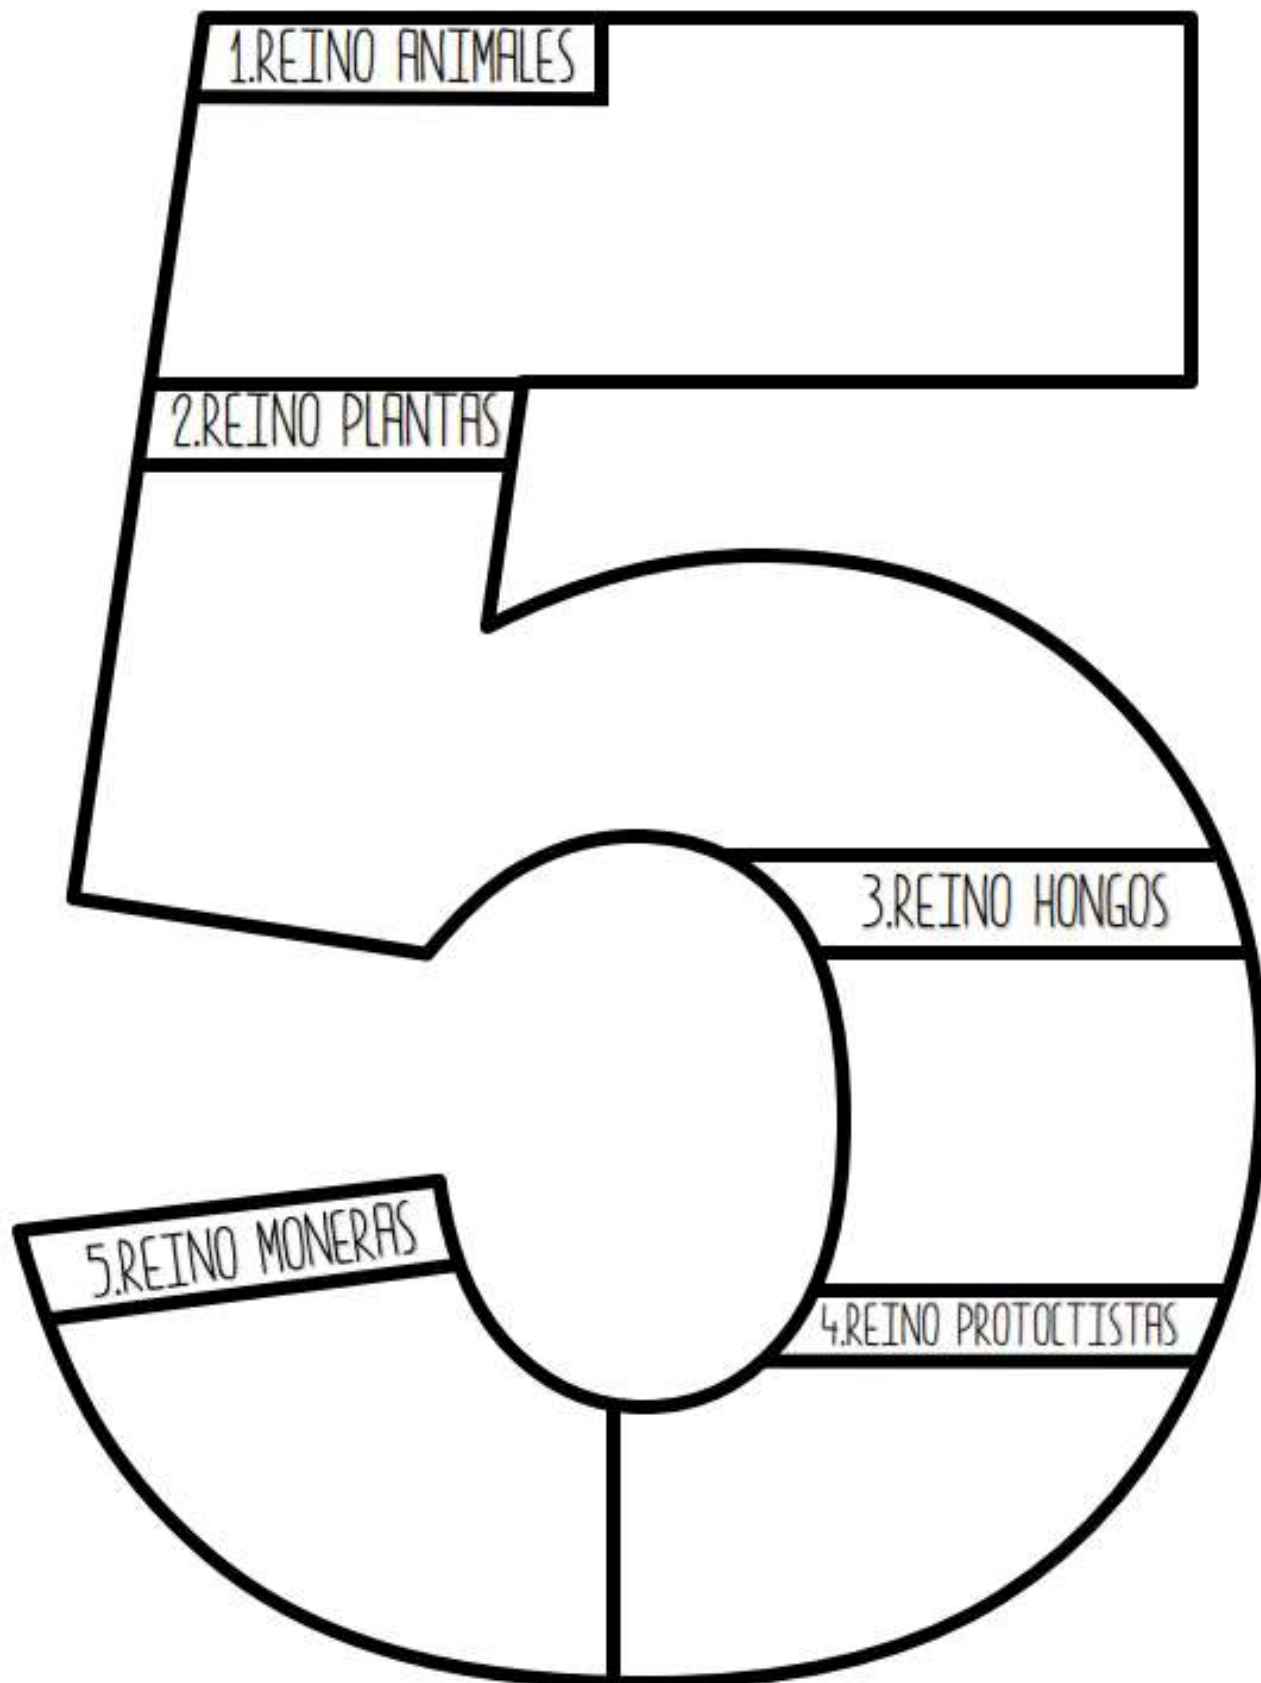 1.REINO ANIMALES
2.REINO PLANTAS
3.REINO HONGOS
4.REINO PROTOCTISTAS
5.REINO MONERAS